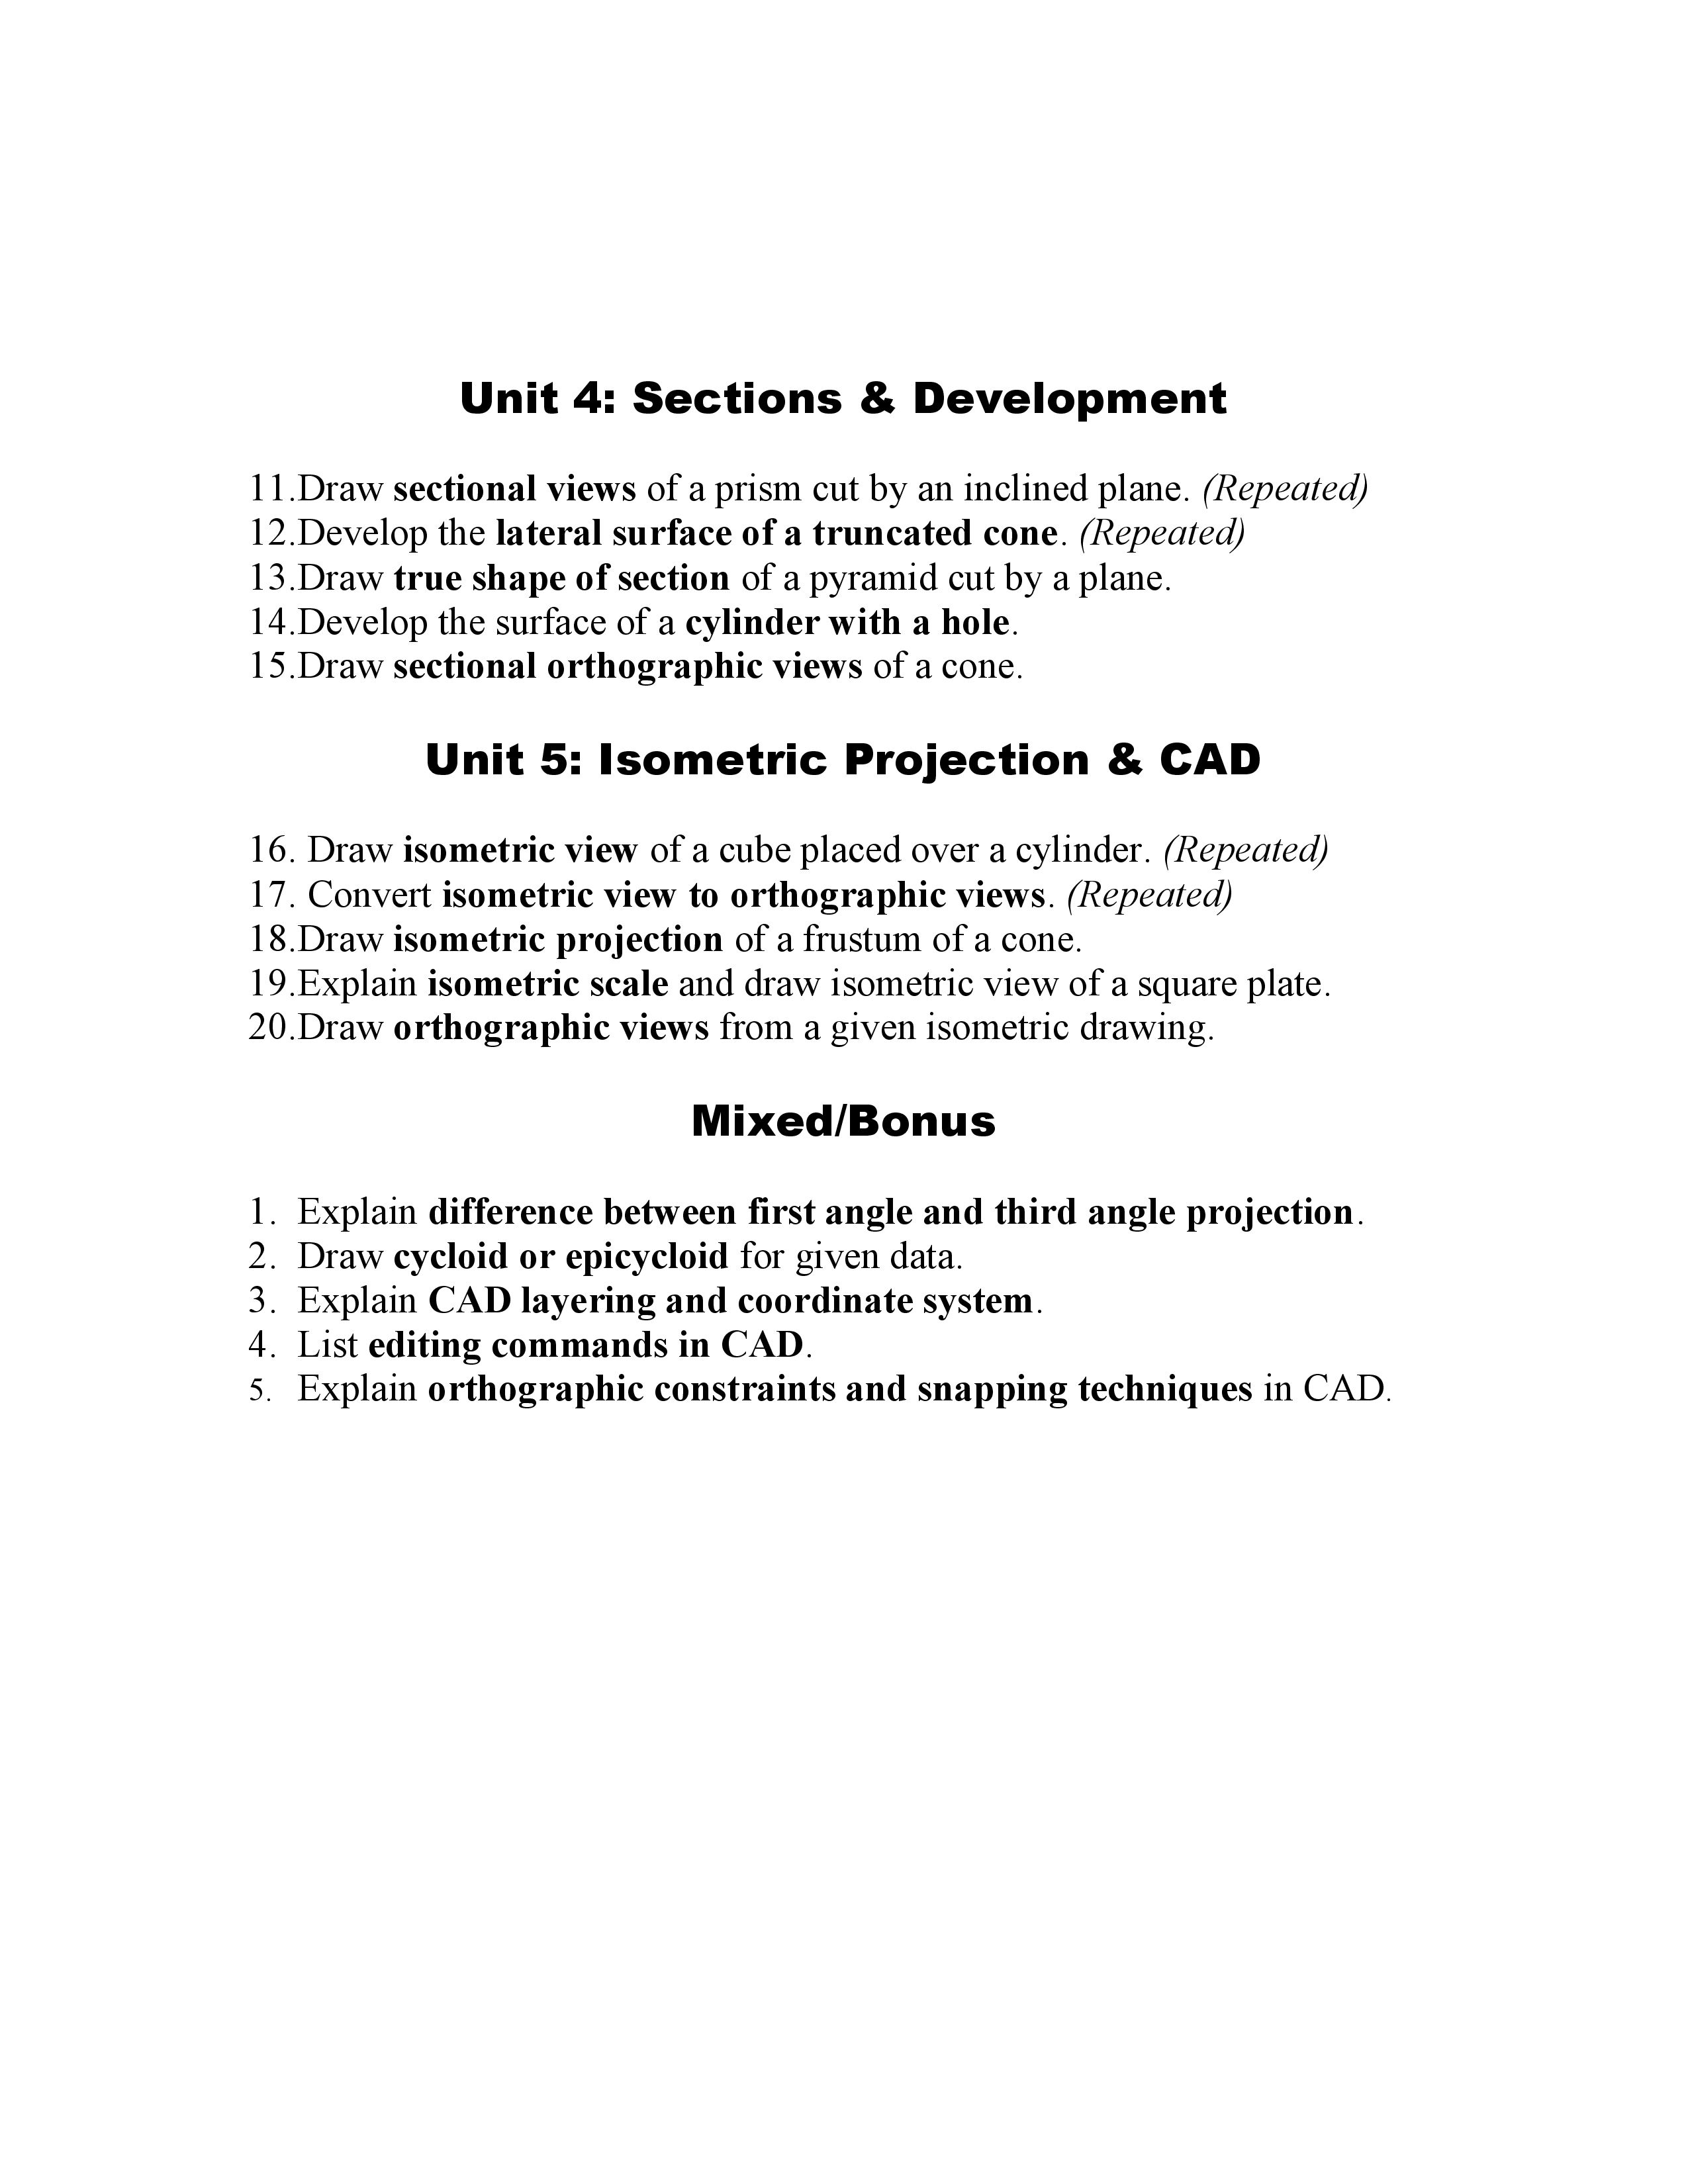 Unit 4: Sections & Development
11.Draw sectional views of a prism cut by an inclined plane. (Repeated)
12.Develop the lateral surface of a truncated cone. (Repeated)
13.Draw true shape of section of a pyramid cut by a plane.
14.Develop the surface of a cylinder with a hole.
15.Draw sectional orthographic views of a cone.
Unit 5: Isometric Projection & CAD
16. Draw isometric view of a cube placed over a cylinder. (Repeated)
17. Convert isometric view to orthographic views. (Repeated)
18.Draw isometric projection of a frustum of a cone.
19.Explain isometric scale and draw isometric view of a square plate.
20.Draw orthographic views from a given isometric drawing.
Mixed/Bonus
1. Explain difference between first angle and third angle projection.
2. Draw cycloid or epicycloid for given data.
3. Explain CAD layering and coordinate system.
4. List editing commands in CAD.
5. Explain orthographic constraints and snapping techniques in CAD.